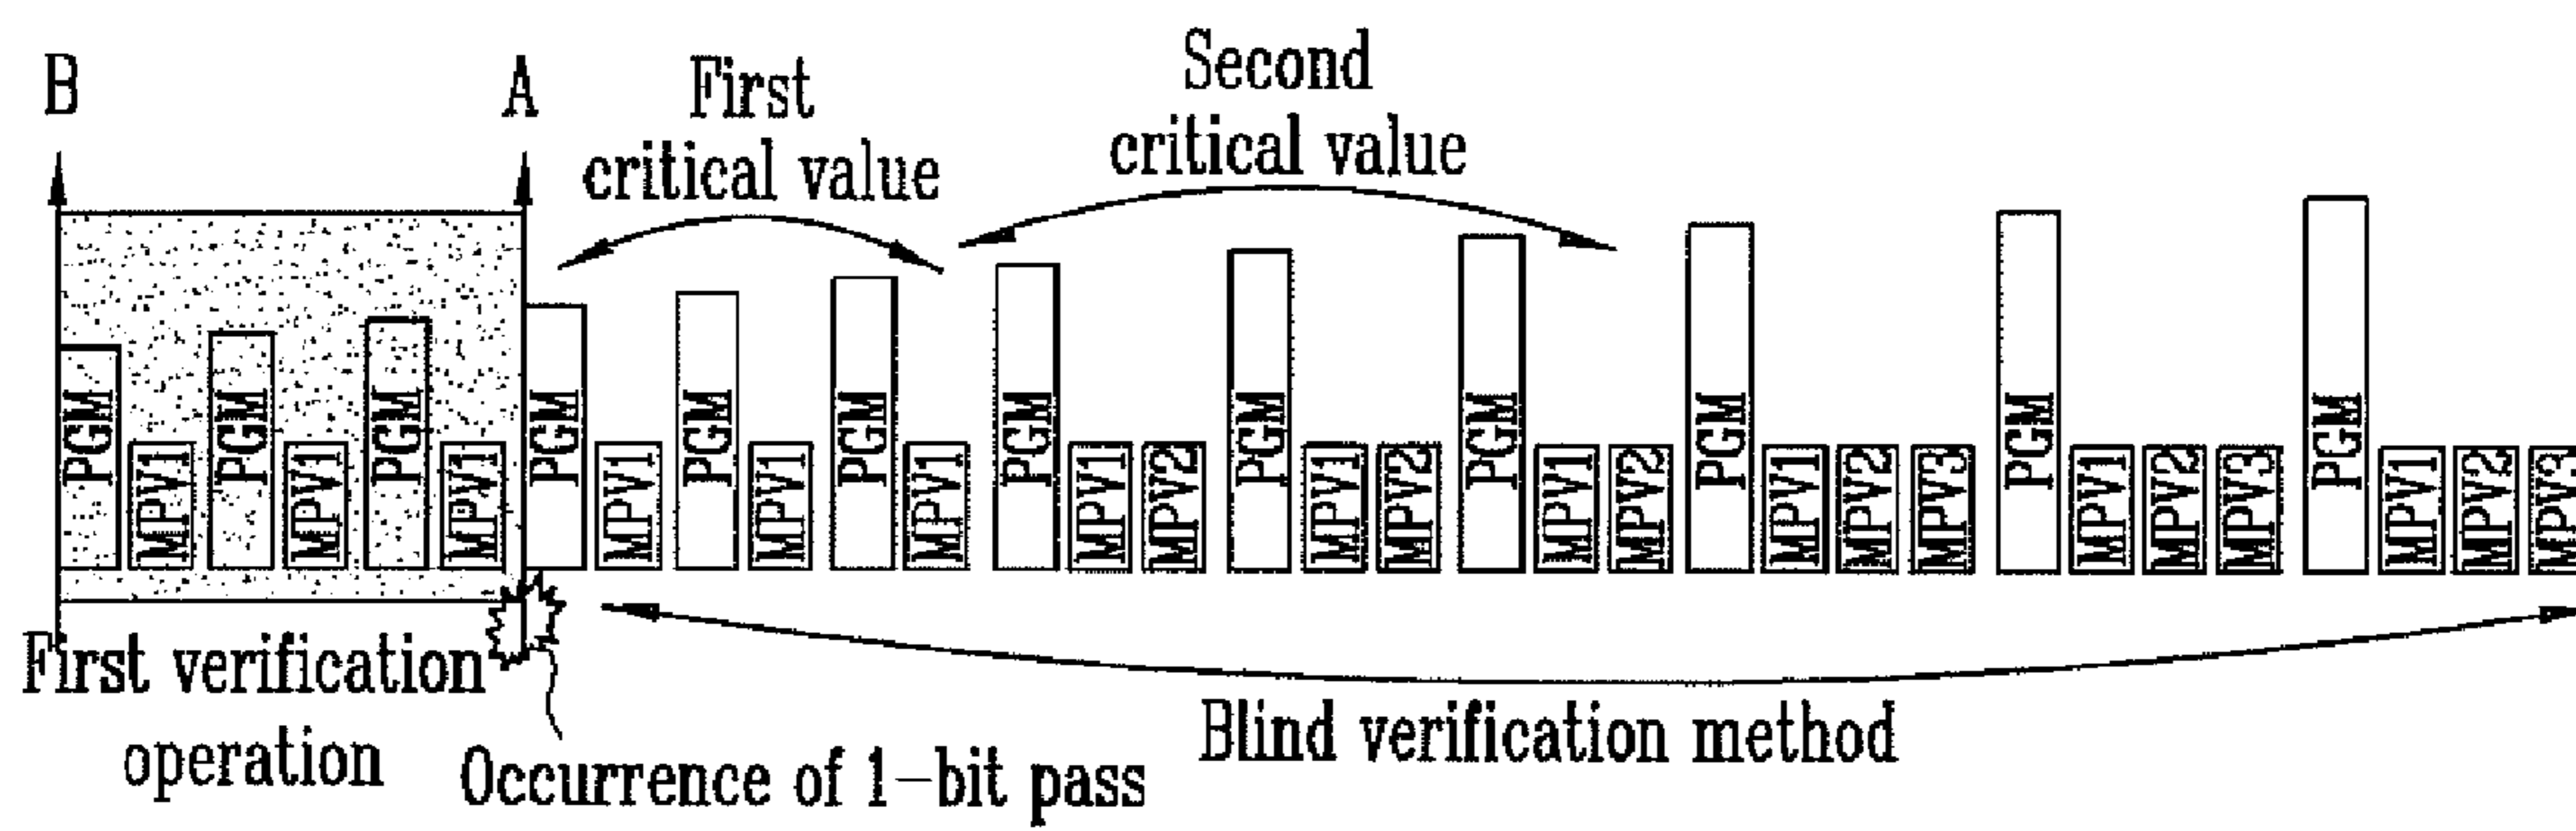 B
A
First
critical value
Second
critical value
PGM
MPV1
PGM
MPV1
PGM
MPV1
PGM
MPV1
PGM
MPV1
PGM
MPV1
PGM
MPV1
MPV2
PGM
MPV1
MPV2
PGM
MPV1
MPV2
PGM
MPV1
MPV2
MPV3
PGM
MPV1
MPV2
MPV3
PGM
MPV1
MPV2
MPV3
First verification
operation
Occurrence of 1-bit pass
Blind verification method